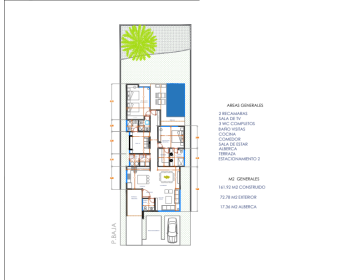 AREAS GENERALES
3 RECAMARAS
SALA DE TV
3 WC COMPLETOS
BAÑO VISITAS
COCINA
COMEDOR
SALA DE ESTAR
ALBERCA
TERRAZA
ESTACIONAMIENTO 2
M2 GENERALES
161.92 M2 CONSTRUIDO
72.78 M2 EXTERIOR
17.36 M2 ALBERCA
P.BAJA